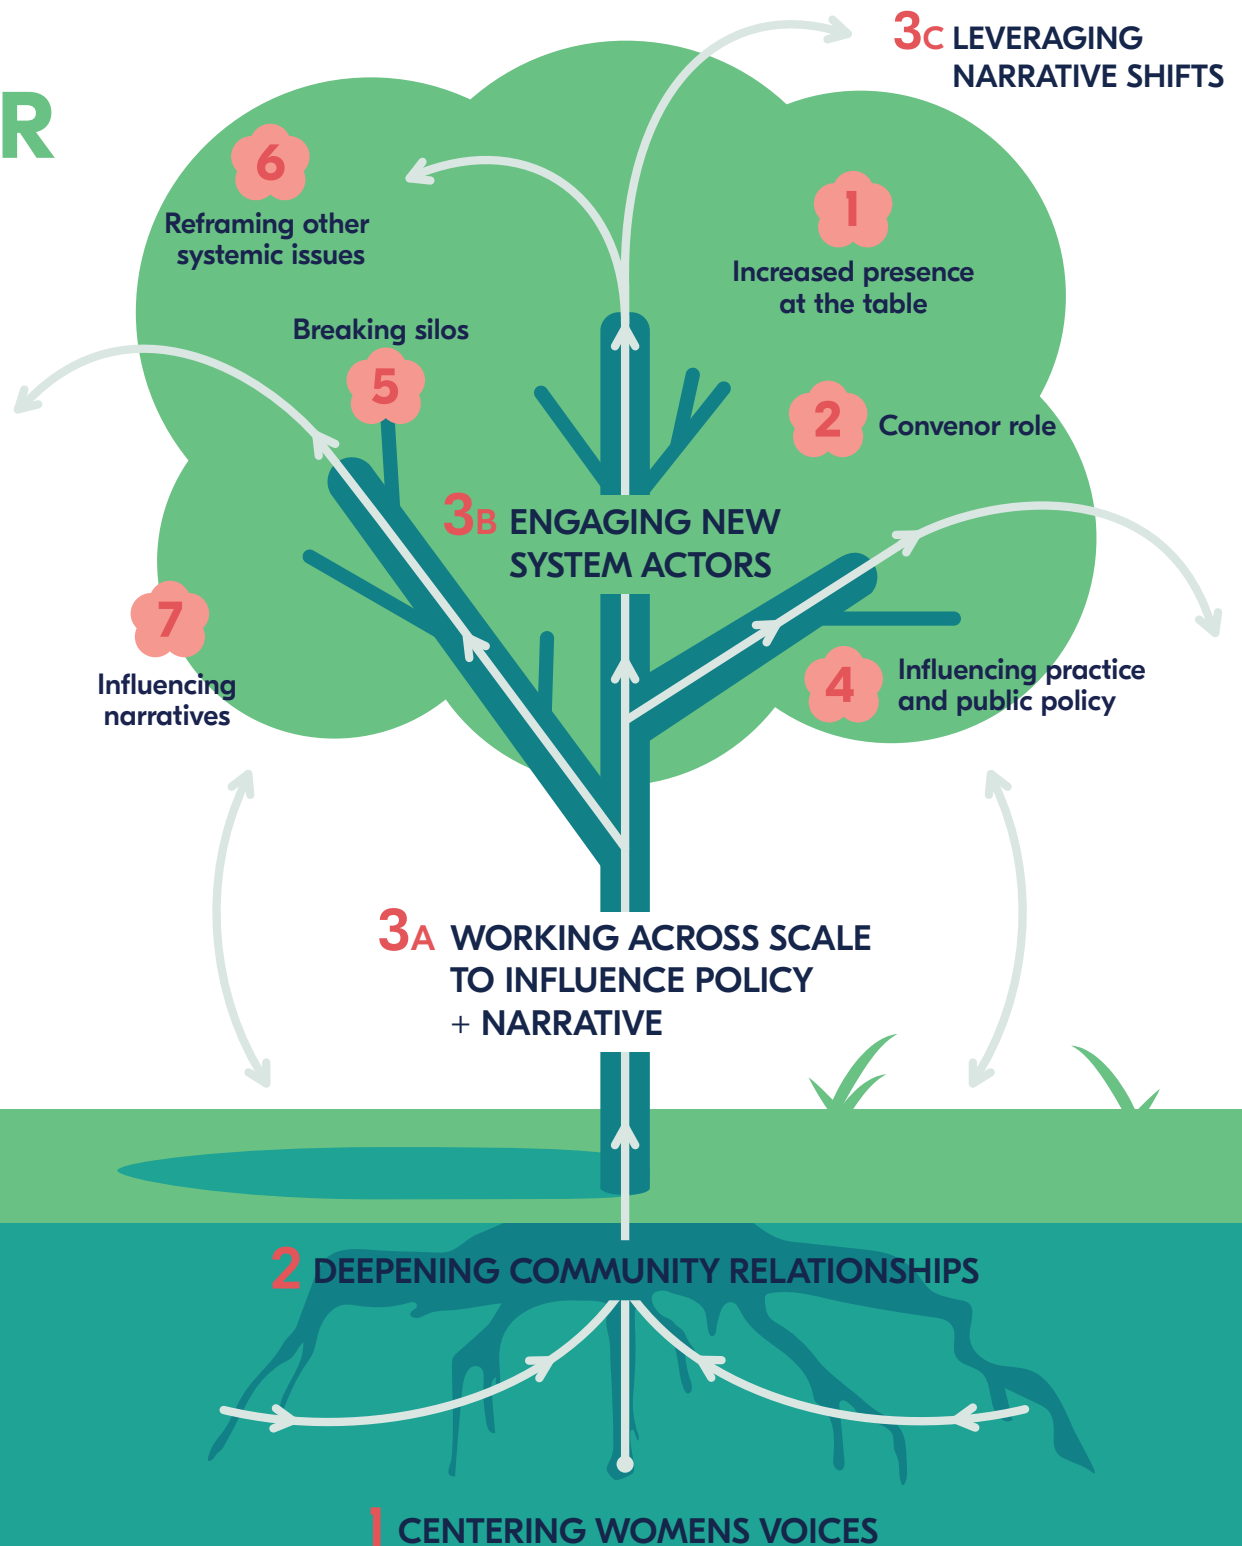 R
3C LEVERAGING
NARRATIVE SHIFTS
6
Reframing other
systemic issues
1
Increased presence
at the table
Breaking silos
5
2 Convenor role
3B ENGAGING NEW
SYSTEM ACTORS
7
Influencing
narratives
4 Influencing practice
and public policy
3A WORKING ACROSS SCALE
TO INFLUENCE POLICY
+ NARRATIVE
2 DEEPENING COMMUNITY RELATIONSHIPS
1 CENTERING WOMENS VOICES